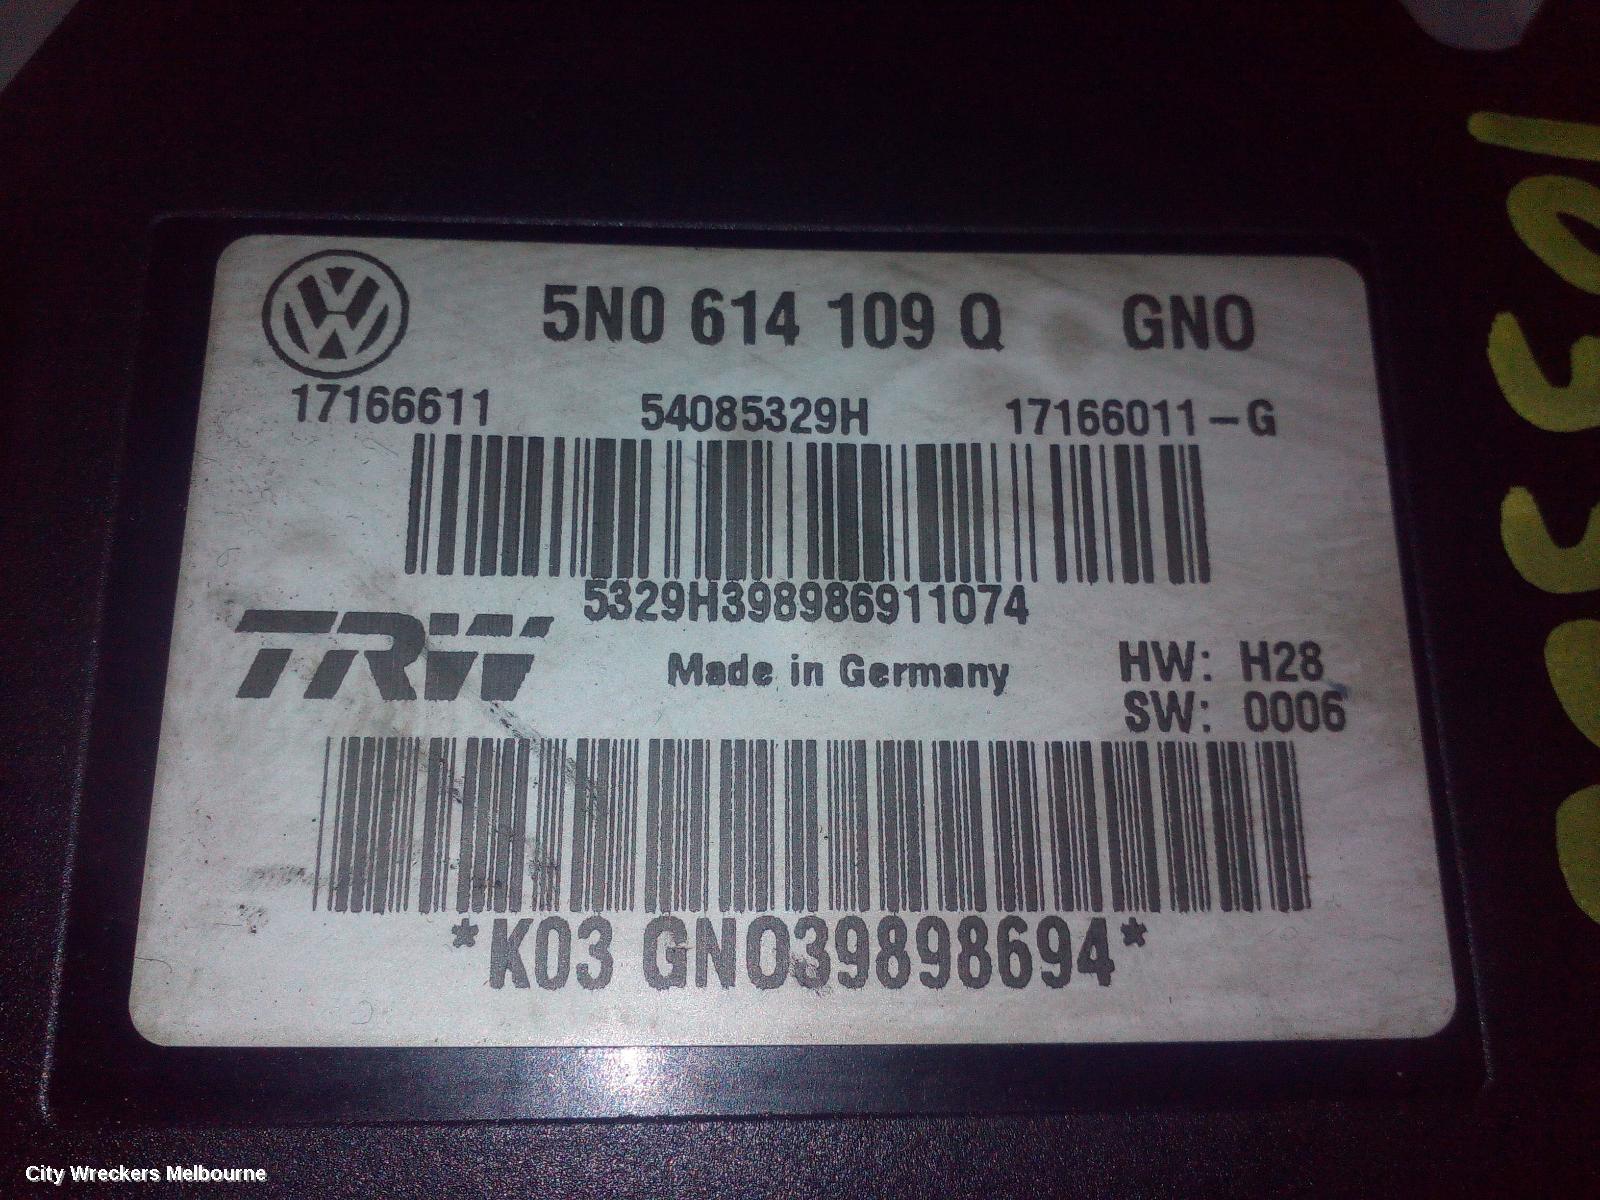 5N0 614 109 Q GNO
17166611 54085329H 17166011-G
5329H398986911074
TRW
Made in Germany
HW: H28
SW: 0006
*K03 GNO39898694*
City Wreckers Melbourne